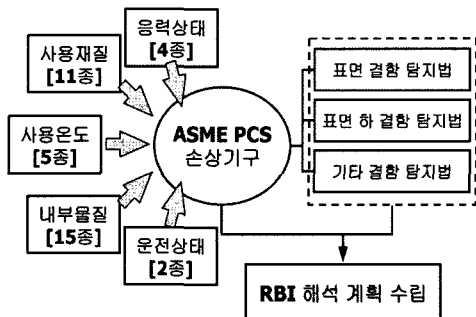 응력상태
[4종]
사용재질
[11종]
사용온도
[5종]
내부물질
[15종]
운전상태
[2종]
ASME PCS
손상기구
표면 결함 탐지법
표면 하 결함 탐지법
기타 결함 탐지법
RBI 해석 계획 수립